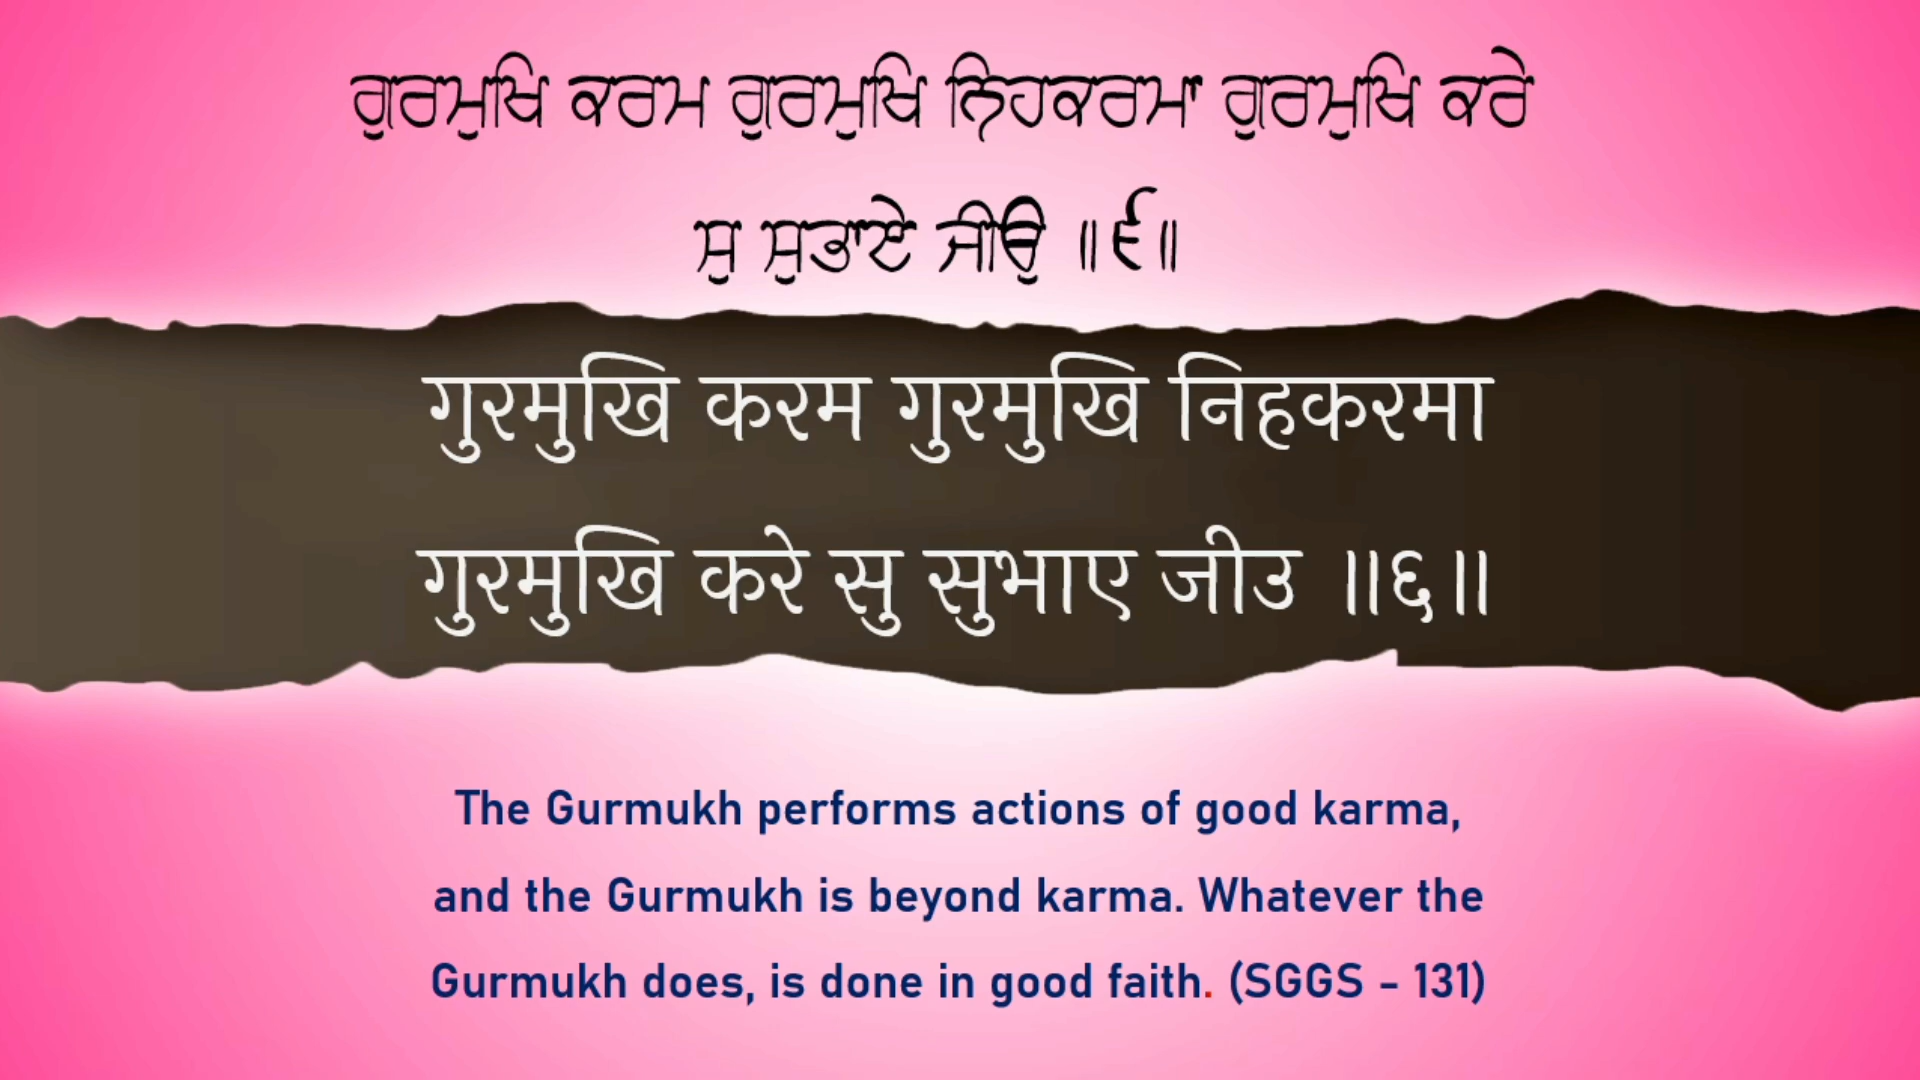 ਗੁਰਮੁਖਿ ਕਰਮ ਗੁਰਮੁਖਿ ਨਿਹਕਰਮਾ ਗੁਰਮੁਖਿ ਕਰੇ
ਸੁ ਸੁਭਾਏ ਜੀਉ ॥੬॥
गुरमुखि करम गुरमुखि निहकरमा
गुरमुखि करे सु सुभाए जीउ ॥६॥
The Gurmukh performs actions of good karma,
and the Gurmukh is beyond karma. Whatever the
Gurmukh does, is done in good faith. (SGGS - 131)